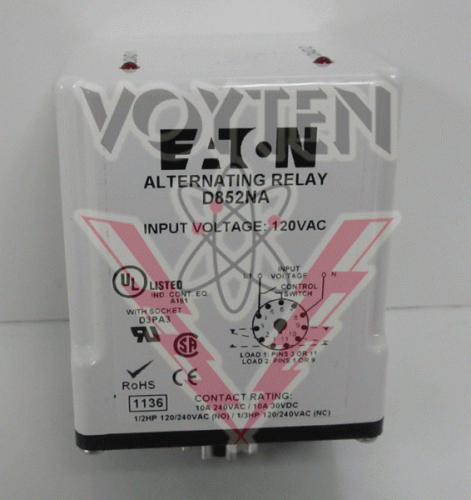 VOYTEN
EATON
ALTERNATING RELAY
D852NA
INPUT VOLTAGE: 120VAC
UL LISTED
IND. CONT. EQ.
A191
WITH SOCKET
D3PA3
INPUT
VOLTAGE
N
CONTROL
SWITCH
LOAD 1: PINS 3 OR 11
LOAD 2: PINS 1 OR 9
RoHS
CE
1136
CONTACT RATING:
10A 240VAC / 10A 30VDC
1/2HP 120/240VAC (NO) / 1/3HP 120/240VAC (NC)